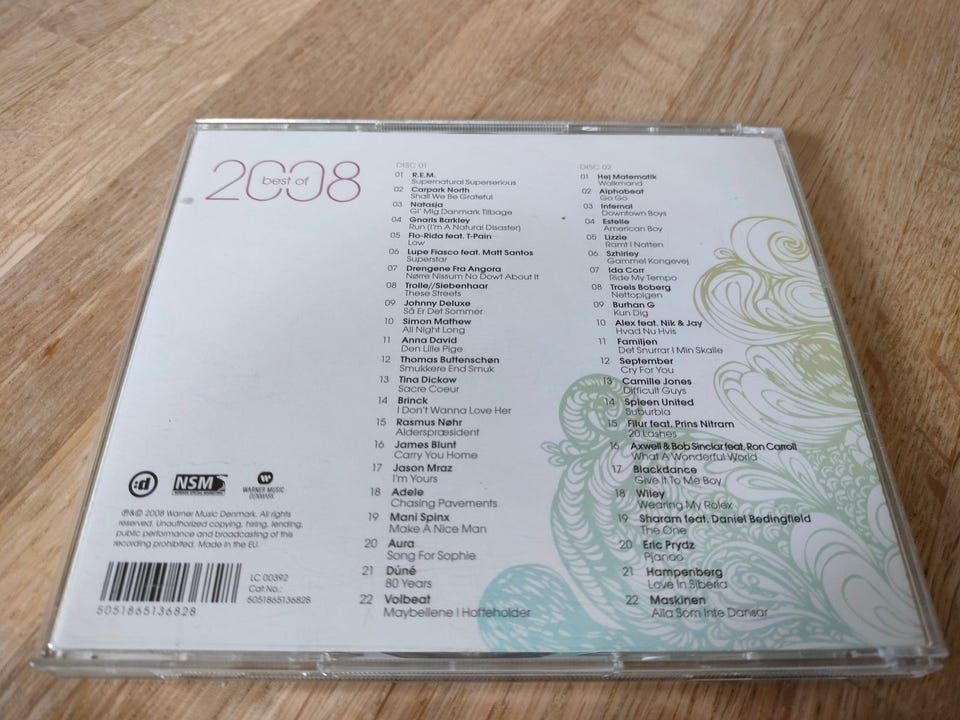 2008
best of
DISC 01
01 R.E.M.
Supernatural Superserious
02 Carpark North
Shall We Be Grateful
03 Natasja
Gi' Mig Danmark Tilbage
04 Gnarls Barkley
Run (I'm A Natural Disaster)
05 Flo-Rida feat. T-Pain
Low
06 Lupe Fiasco feat. Matt Santos
Superstar
07 Drengene Fra Angora
Nørre Nissum No Dowt About It
08 Trolle//Siebenhaar
These Streets
09 Johnny Deluxe
Så Er Det Sommer
10 Simon Mathew
All Night Long
11 Anna David
Den Lille Pige
12 Thomas Buttenschøn
Smukkere End Smuk
13 Tina Dickow
Sacre Coeur
14 Brinck
I Don't Wanna Love Her
15 Rasmus Nøhr
Alderspræsident
16 James Blunt
Carry You Home
17 Jason Mraz
I'm Yours
18 Adele
Chasing Pavements
19 Mani Spinx
Make A Nice Man
20 Aura
Song For Sophie
21 Dúné
80 Years
22 Volbeat
Maybellene I Hofteholder
DISC 02
01 Hej Matematik
Walkmand
02 Alphabeat
Go Go
03 Infernal
Downtown Boys
04 Estelle
American Boy
05 Lizzie
Ramt I Natten
06 Szhirley
Gammel Kongevej
07 Ida Corr
Ride My Tempo
08 Troels Boberg
Nettopigen
09 Burhan G
Kun Dig
10 Alex feat. Nik & Jay
Hvad Nu Hvis
11 Familjen
Det Snurrar I Min Skalle
12 September
Cry For You
13 Camille Jones
Difficult Guys
14 Spleen United
Suburbia
15 Filur feat. Prins Nitram
20 Lashes
16 Axwell & Bob Sinclar feat. Ron Carroll
What A Wonderful World
17 Blackdance
Give It To Me Boy
18 Wiley
Wearing My Rolex
19 Sharam feat. Daniel Bedingfield
The One
20 Eric Prydz
Pjanoo
21 Hampenberg
Love In Siberia
22 Maskinen
Alla Som Inte Dansar
:d
NSM
WARNER MUSIC
DENMARK
℗&© 2008 Warner Music Denmark. All rights
reserved. Unauthorized copying, hiring, lending,
public performance and broadcasting of this
recording prohibited. Made in the EU.
LC 00392
Cat No.:
5051865136828
5051865136828